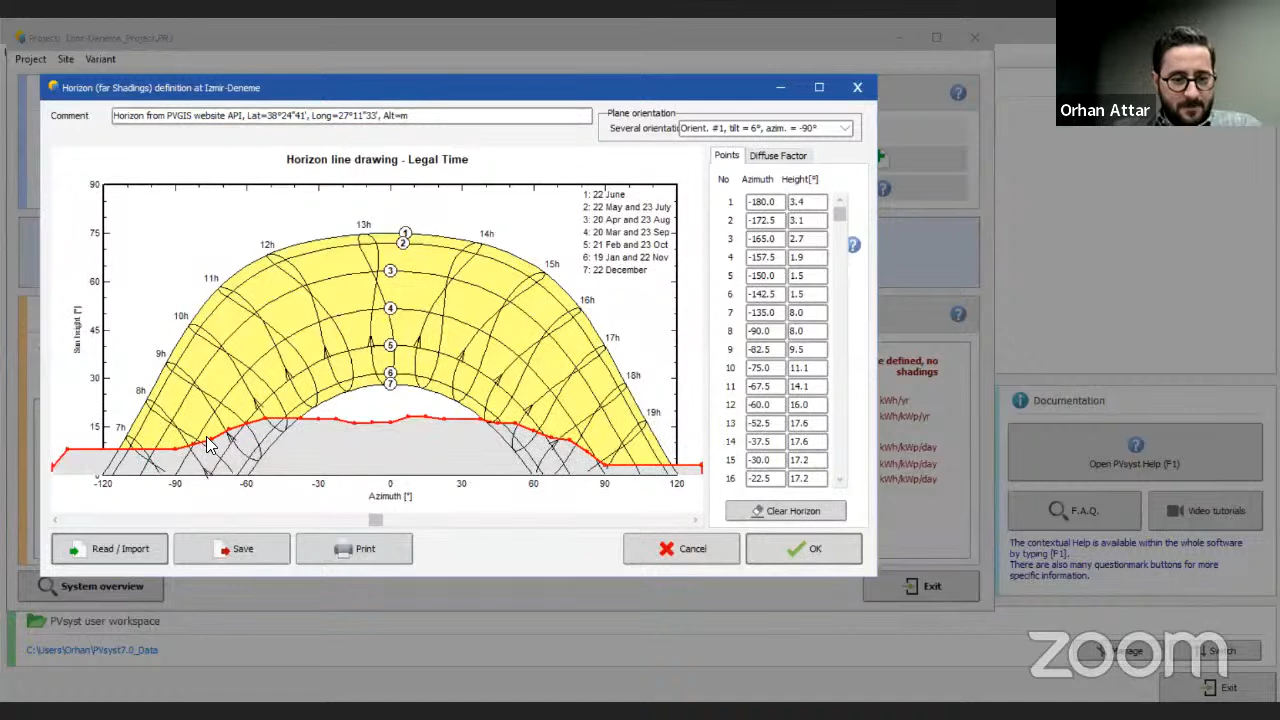 Project: Izmir-Deneme_Project.PRJ
Project Site Variant
Horizon (far Shadings) definition at Izmir-Deneme
Comment
Horizon from PVGIS website API, Lat=38°24"41', Long=27°11"33', Alt=m
Plane orientation
Several orientatic Orient. #1, tilt = 6°, azim. = -90°
Orhan Attar
Horizon line drawing - Legal Time
1: 22 June
2: 22 May and 23 July
3: 20 Apr and 23 Aug
4: 20 Mar and 23 Sep
5: 21 Feb and 23 Oct
6: 19 Jan and 22 Nov
7: 22 December
90
75
60
45
30
15
0
Sun height [°]
7h
8h
9h
10h
11h
12h
13h
14h
15h
16h
17h
18h
19h
1
2
3
4
5
6
7
-120 -90 -60 -30 0 30 60 90 120
Azimuth [°]
Points Diffuse Factor
No Azimuth Height[°]
1 -180.0 3.4
2 -172.5 3.1
3 -165.0 2.7
4 -157.5 1.9
5 -150.0 1.5
6 -142.5 1.5
7 -135.0 8.0
8 -90.0 8.0
9 -82.5 9.5
10 -75.0 11.1
11 -67.5 14.1
12 -60.0 16.0
13 -52.5 17.6
14 -37.5 17.6
15 -30.0 17.2
16 -22.5 17.2
Clear Horizon
Read / Import
Save
Print
Cancel
OK
e defined, no
shadings
kWh/yr
kWh/kWp/yr
kWh/kWp/day
kWh/kWp/day
kWh/kWp/day
System overview
Exit
Documentation
Open PVsyst Help (F1)
F.A.Q.
Video tutorials
The contextual Help is available within the whole software
by typing [F1].
There are also many questionmark buttons for more
specific information.
PVsyst user workspace
C:\Users\Orhan\PVsyst7.0_Data
Manage
Switch
Exit
zoom